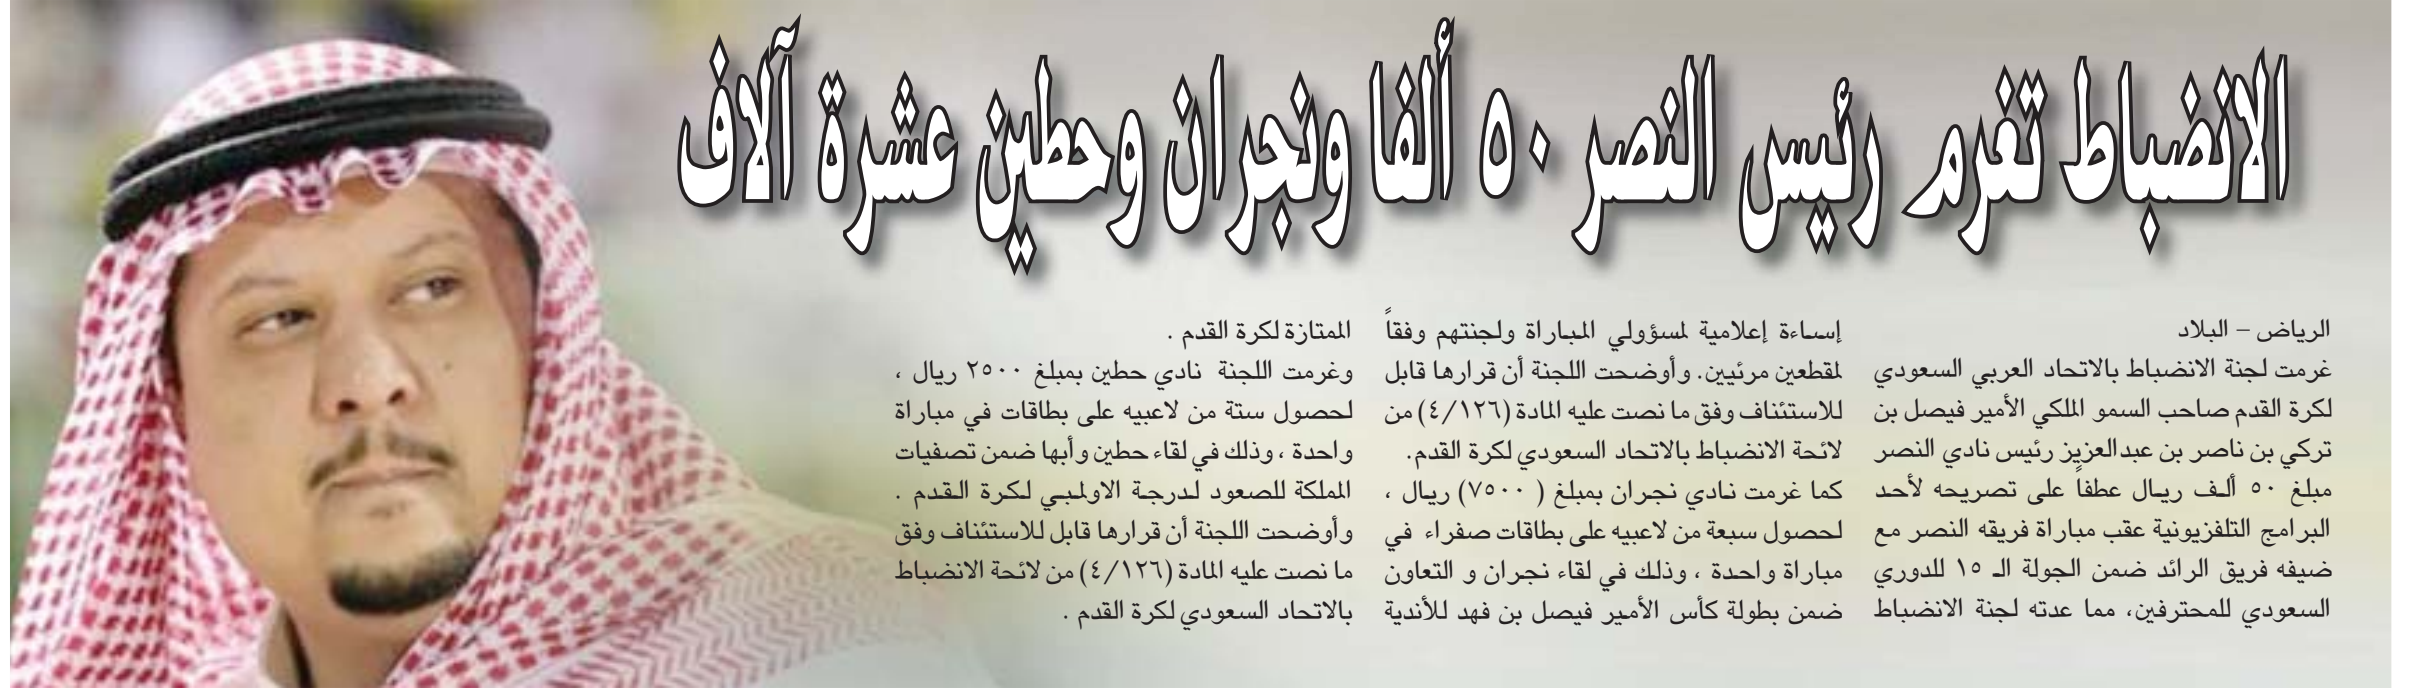 الانضباط تغرم رئيس النصر ٥٠ ألفا ونجران وحطين عشرة آلاف
الرياض – البلاد
غرمت لجنة الانضباط بالاتحاد العربي السعودي
لكرة القدم صاحب السمو الملكي الأمير فيصل بن
تركي بن ناصر بن عبدالعزيز رئيس نادي النصر
مبلغ ٥٠ ألف ريال عطفاً على تصريحه لأحد
البرامج التلفزيونية عقب مباراة فريقه النصر مع
ضيفه فريق الرائد ضمن الجولة الـ ١٥ للدوري
السعودي للمحترفين، مما عدته لجنة الانضباط
إساءة إعلامية لمسؤولي المباراة ولجنتهم وفقاً
لمقطعين مرئيين. وأوضحت اللجنة أن قرارها قابل
للاستئناف وفق ما نصت عليه المادة (٤/١٢٦) من
لائحة الانضباط بالاتحاد السعودي لكرة القدم.
كما غرمت نادي نجران بمبلغ ( ٧٥٠٠) ريال ،
لحصول سبعة من لاعبيه على بطاقات صفراء في
مباراة واحدة ، وذلك في لقاء نجران و التعاون
ضمن بطولة كأس الأمير فيصل بن فهد للأندية
الممتازة لكرة القدم .
وغرمت اللجنة نادي حطين بمبلغ ٢٥٠٠ ريال ،
لحصول ستة من لاعبيه على بطاقات في مباراة
واحدة ، وذلك في لقاء حطين وأبها ضمن تصفيات
المملكة للصعود لدرجة الاولمبي لكرة القدم .
وأوضحت اللجنة أن قرارها قابل للاستئناف وفق
ما نصت عليه المادة (٤/١٢٦) من لائحة الانضباط
بالاتحاد السعودي لكرة القدم .